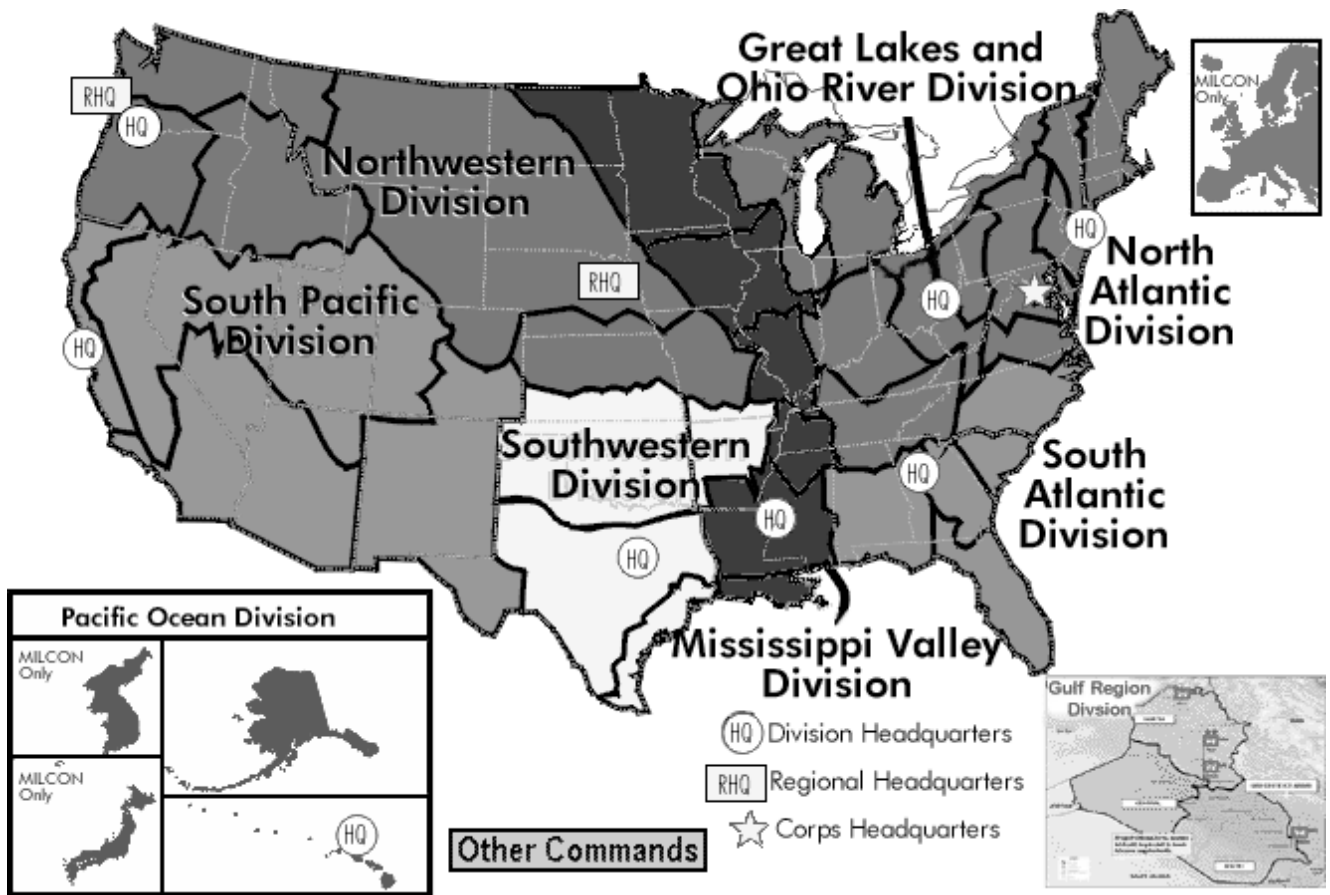 Great Lakes and
Ohio River Division
MILCON
Only
RHQ
HQ
Northwestern
Division
HQ
North
Atlantic
Division
RHQ
HQ
South Pacific
Division
HQ
Southwestern
Division
HQ
South
Atlantic
Division
HQ
HQ
Mississippi Valley
Division
Pacific Ocean Division
MILCON
Only
MILCON
Only
HQ
HQ Division Headquarters
RHQ Regional Headquarters
Corps Headquarters
Other Commands
Gulf Region
Divsion